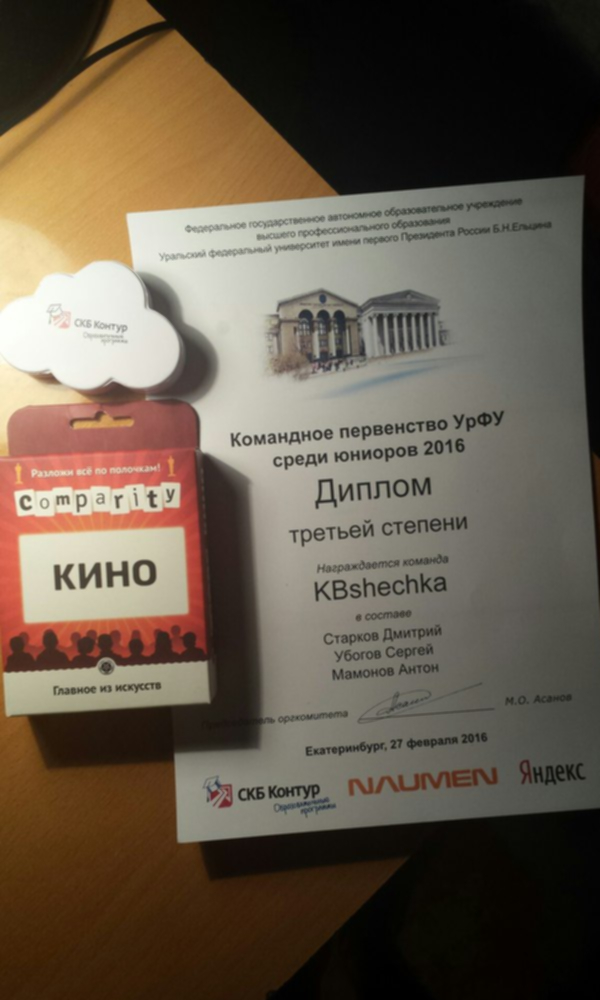 Федеральное государственное автономное образовательное учреждение
высшего профессионального образования
Уральский федеральный университет имени первого Президента России Б.Н.Ельцина
СКБ Контур
Образовательные
программы
Командное первенство УрФУ
среди юниоров 2016
Диплом
третьей степени
Награждается команда
KBshechka
в составе
Старков Дмитрий
Убогов Сергей
Мамонов Антон
Председатель оргкомитета
М.О. Асанов
Екатеринбург, 27 февраля 2016
СКБ Контур
Образовательные
программы
NAUMEN
Яндекс
Разложи всё по полочкам!
comparity
КИНО
Главное из искусств